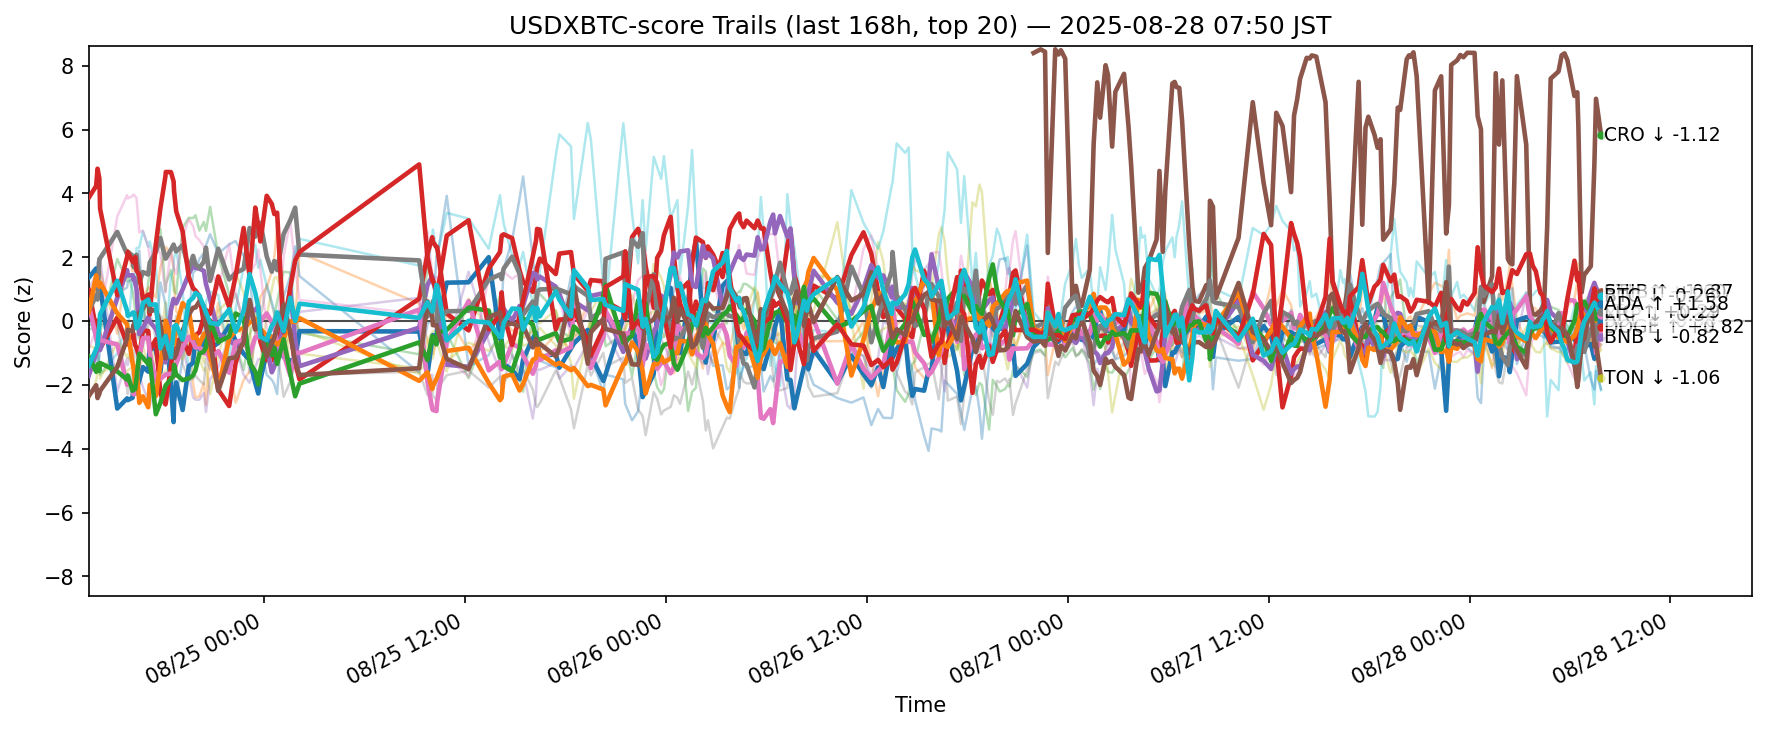 USDXBTC-score Trails (last 168h, top 20) — 2025-08-28 07:50 JST
Score (z)
8
6
4
2
0
−2
−4
−6
−8
CRO ↓ -1.12
ADA ↑ +1.58
BNB ↓ -0.82
TON ↓ -1.06
08/25 00:00
08/25 12:00
08/26 00:00
08/26 12:00
08/27 00:00
08/27 12:00
08/28 00:00
08/28 12:00
Time